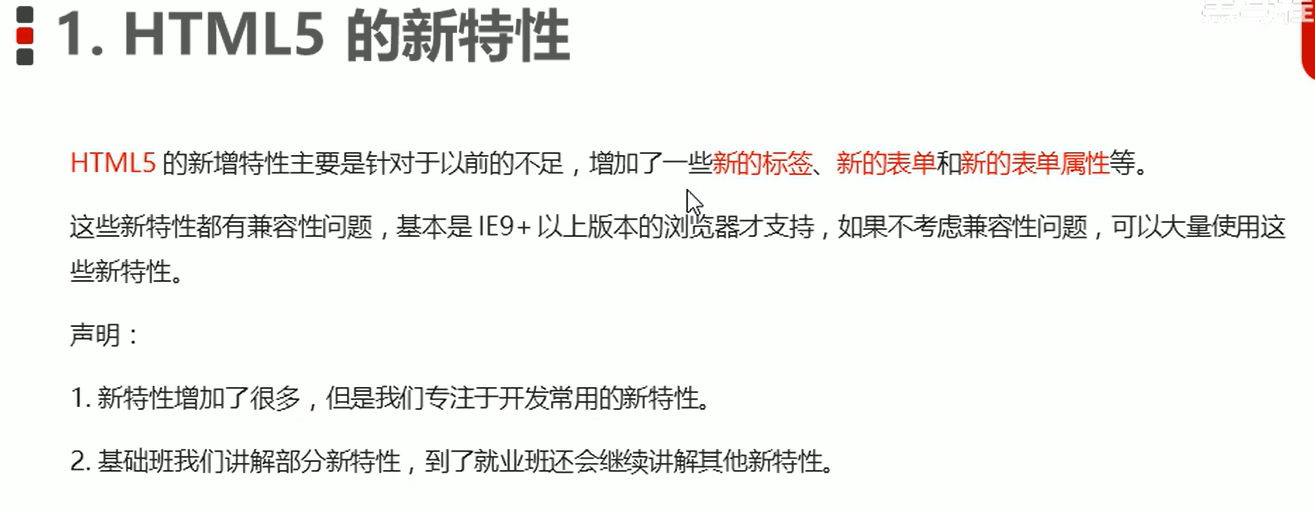 1. HTML5 的新特性
HTML5 的新增特性主要是针对于以前的不足，增加了一些新的标签、新的表单和新的表单属性等。
这些新特性都有兼容性问题，基本是 IE9+ 以上版本的浏览器才支持，如果不考虑兼容性问题，可以大量使用这
些新特性。
声明：
1. 新特性增加了很多，但是我们专注于开发常用的新特性。
2. 基础班我们讲解部分新特性，到了就业班还会继续讲解其他新特性。